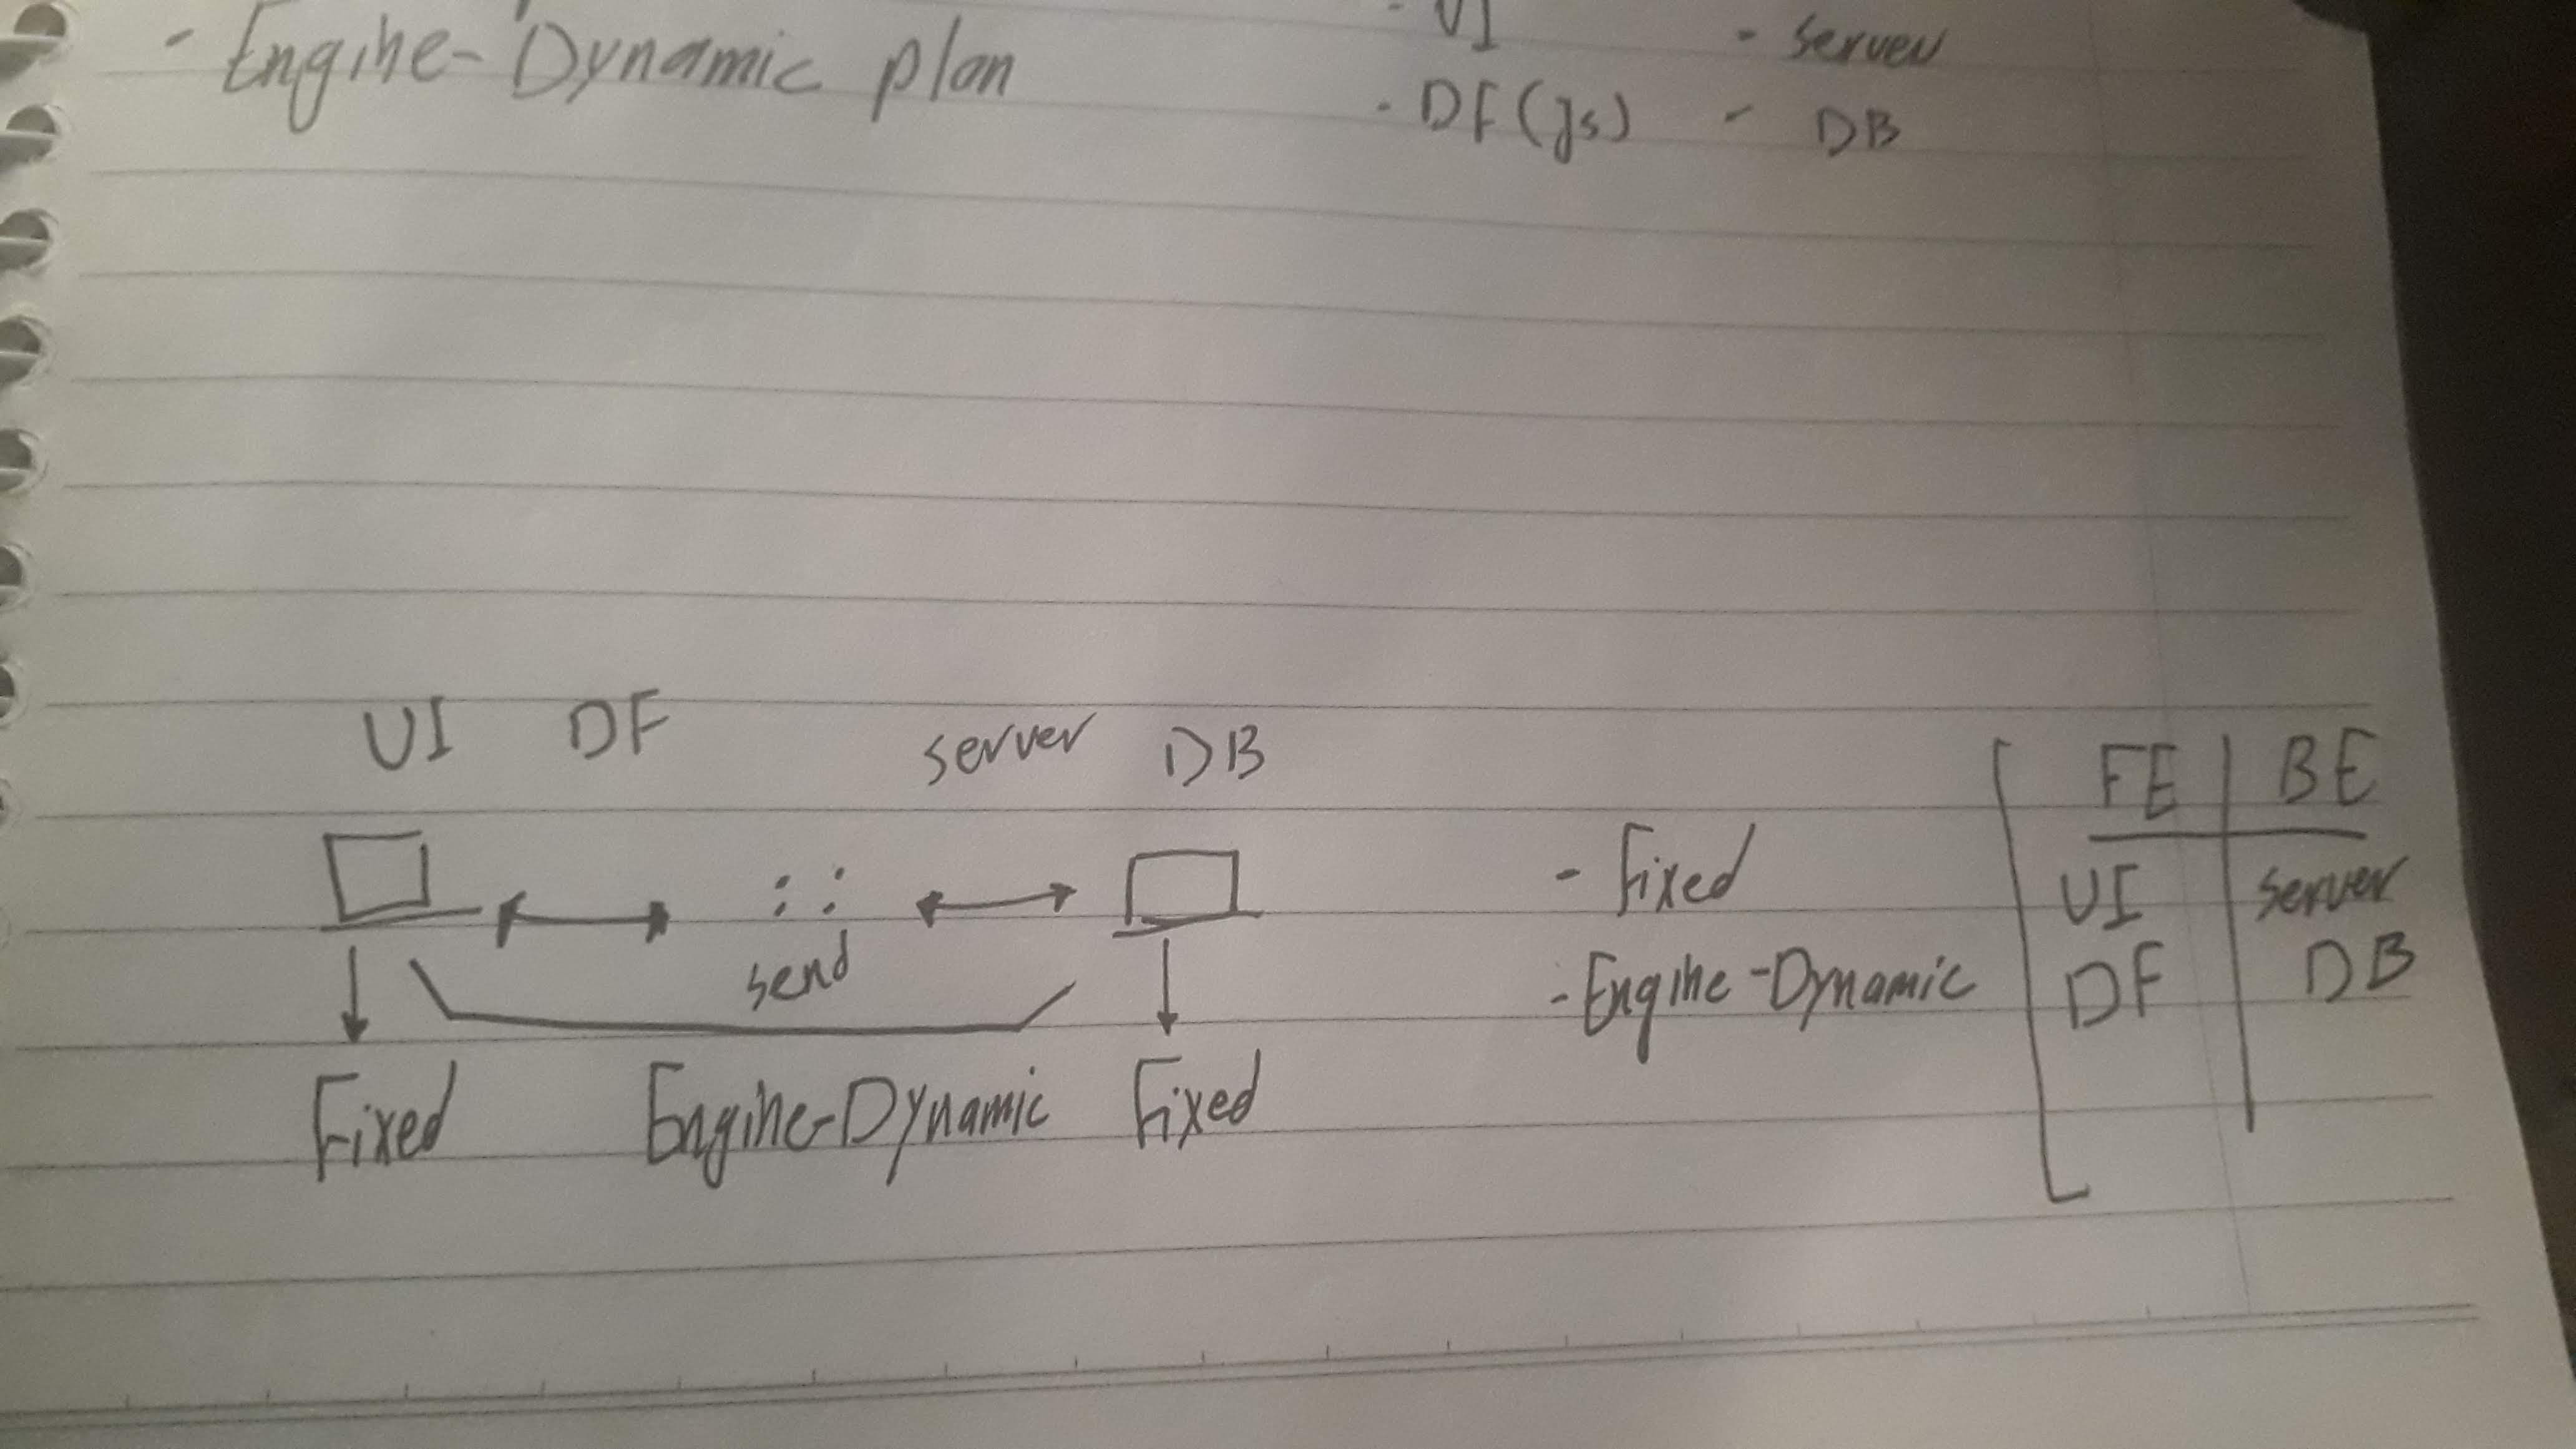 - Engine-Dynamic plan
- UI - server
- DF(js) - DB
UI DF server DB
send
Fixed Engine-Dynamic Fixed
- Fixed
- Engine-Dynamic
FE BE
UI server
DF DB